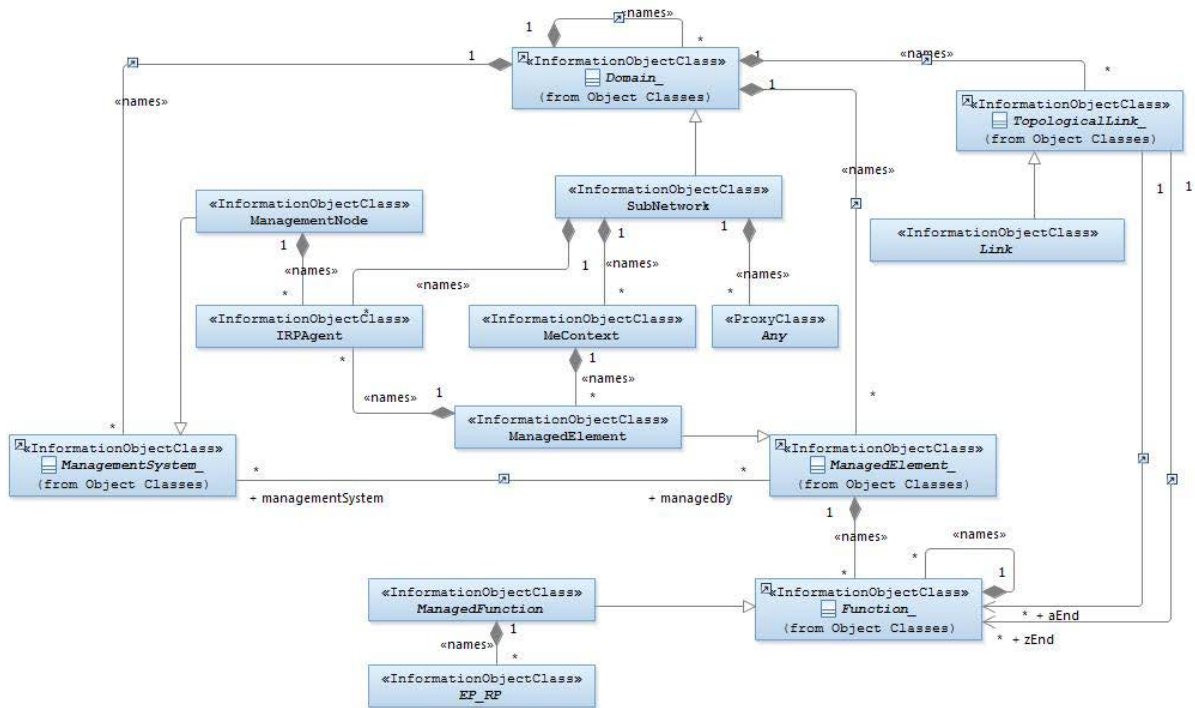 «names»
1
*
1
«InformationObjectClass»
Domain_
(from Object Classes)
1
«names»
*
1
«names»
«InformationObjectClass»
TopologicalLink_
(from Object Classes)
«names»
1
1
«InformationObjectClass»
ManagementNode
«InformationObjectClass»
SubNetwork
«InformationObjectClass»
Link
1
«names»
*
1
«names»
*
1
«names»
*
1
«names»
*
«InformationObjectClass»
IRPAgent
«InformationObjectClass»
MeContext
«ProxyClass»
Any
*
«names»
1
1
«names»
*
*
«InformationObjectClass»
ManagedElement
*
«InformationObjectClass»
ManagementSystem_
(from Object Classes)
*
+ managementSystem
*
+ managedBy
«InformationObjectClass»
ManagedElement_
(from Object Classes)
1
«names»
*
«names»
*
1
«InformationObjectClass»
ManagedFunction
«InformationObjectClass»
Function_
(from Object Classes)
* + aEnd
* + zEnd
1
«names»
*
«InformationObjectClass»
EP_RP